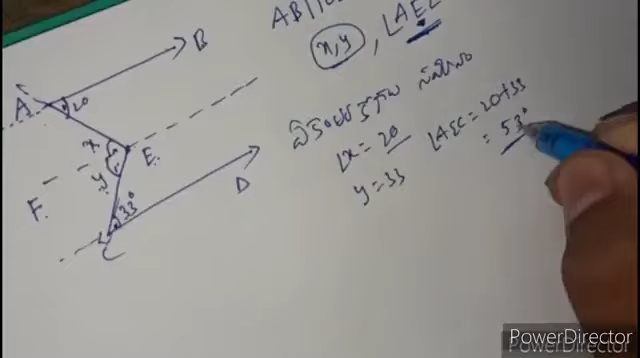 AB||
x, y , ∠AEC
A
B
20
x
E
y
F.
33°
C
D
∠x = 20
y = 33
∠AEC = 20+33
= 53°
PowerDirector